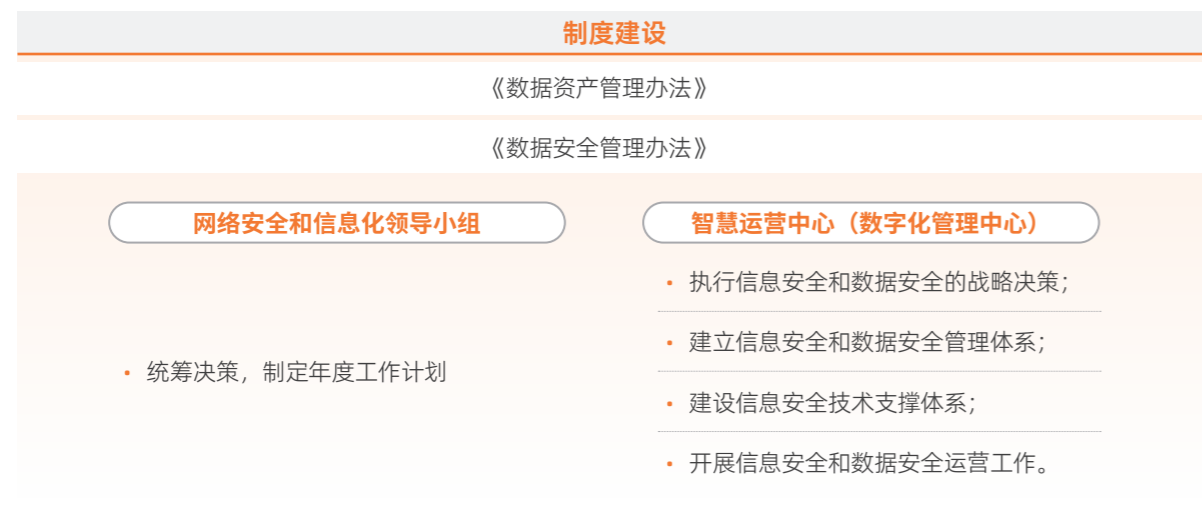 制度建设
《数据资产管理办法》
《数据安全管理办法》
网络安全和信息化领导小组
• 统筹决策，制定年度工作计划
智慧运营中心（数字化管理中心）
• 执行信息安全和数据安全的战略决策；
• 建立信息安全和数据安全管理体系；
• 建设信息安全技术支撑体系；
• 开展信息安全和数据安全运营工作。